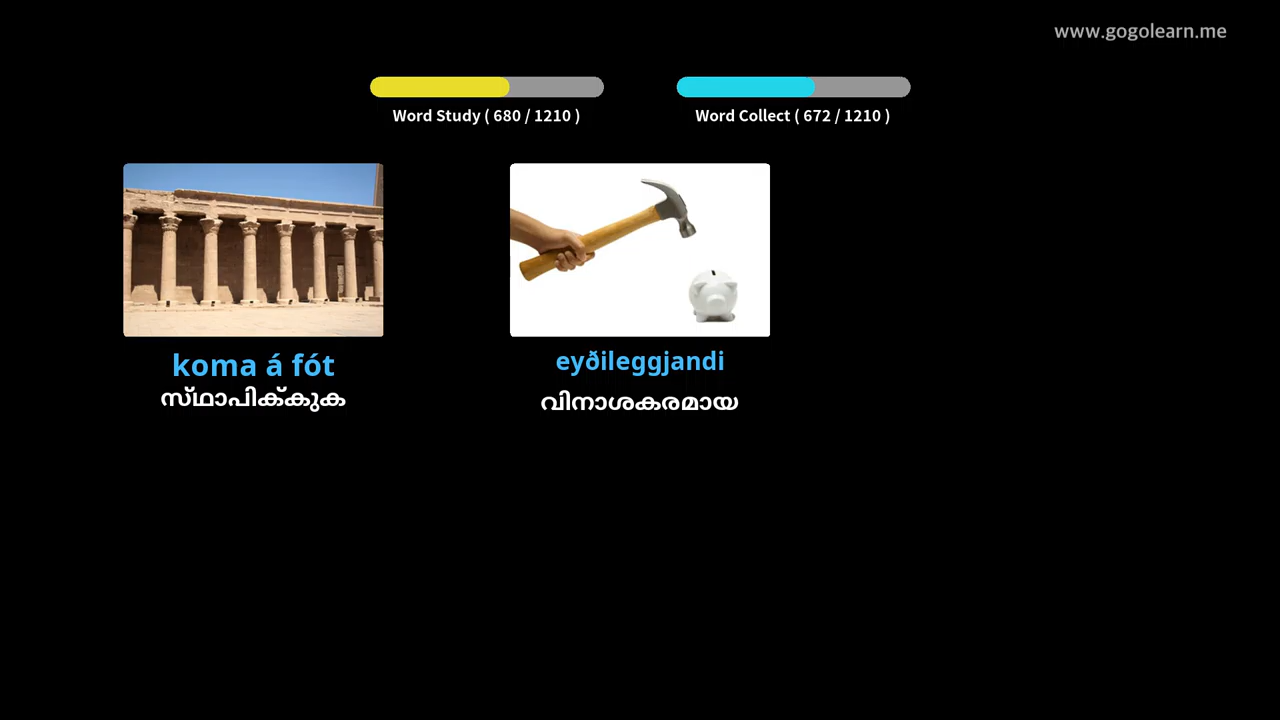 www.gogolearn.me
Word Study ( 680 / 1210 )
Word Collect ( 672 / 1210 )
koma á fót
സ്ഥാപിക്കുക
eyðileggjandi
വിനാശകരമായ